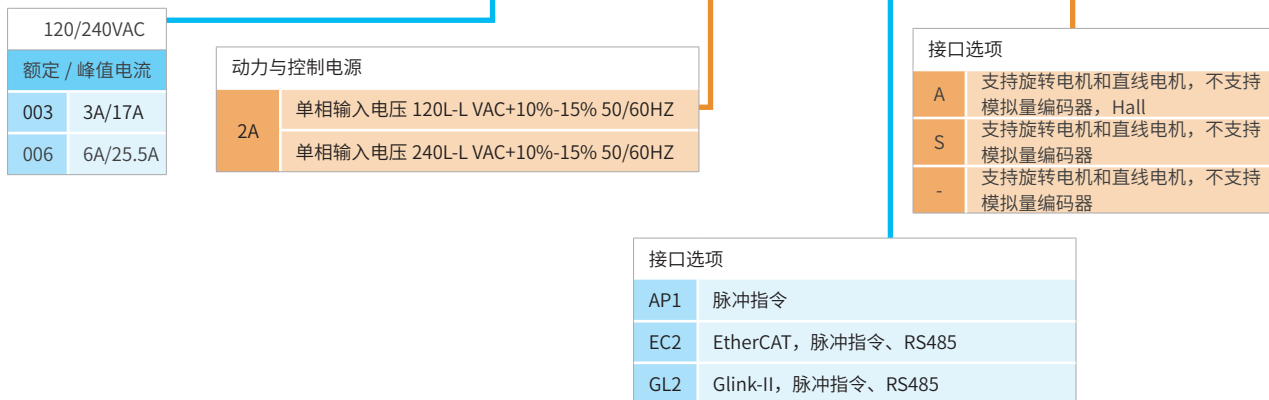 120/240VAC
额定 / 峰值电流
003 3A/17A
006 6A/25.5A
动力与控制电源
2A
单相输入电压 120L-L VAC+10%-15% 50/60HZ
单相输入电压 240L-L VAC+10%-15% 50/60HZ
接口选项
A 支持旋转电机和直线电机，不支持
模拟量编码器，Hall
S 支持旋转电机和直线电机，不支持
模拟量编码器
- 支持旋转电机和直线电机，不支持
模拟量编码器
接口选项
AP1 脉冲指令
EC2 EtherCAT，脉冲指令、RS485
GL2 Glink-II，脉冲指令、RS485